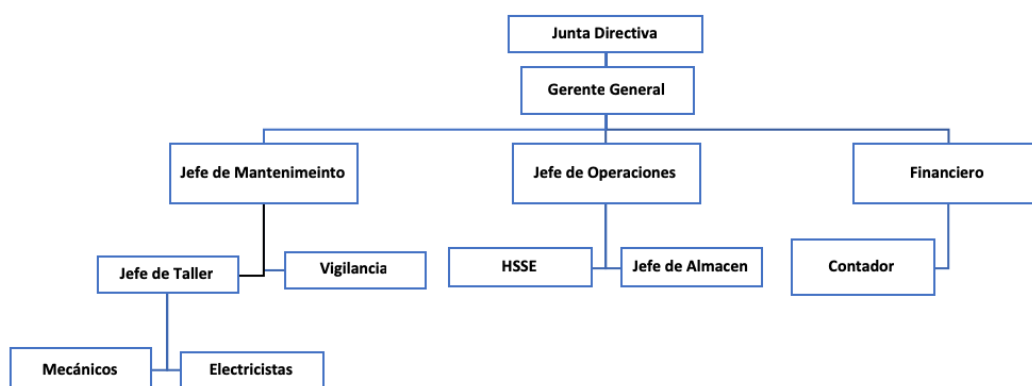 Junta Directiva
Gerente General
Jefe de Mantenimeinto
Jefe de Operaciones
Financiero
Jefe de Taller
Vigilancia
HSSE
Jefe de Almacen
Contador
Mecánicos
Electricistas